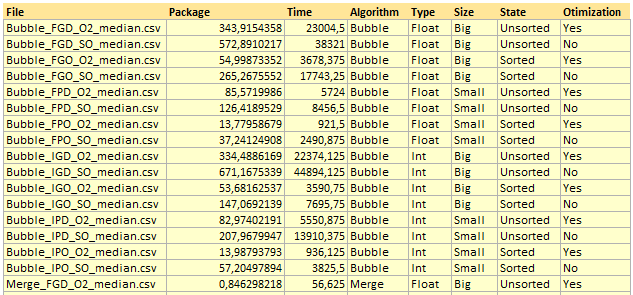 File Package Time Algorithm Type Size State Otimization
Bubble_FGD_O2_median.csv 343,9154358 23004,5 Bubble Float Big Unsorted Yes
Bubble_FGD_SO_median.csv 572,8910217 38321 Bubble Float Big Unsorted No
Bubble_FGO_O2_median.csv 54,99873352 3678,375 Bubble Float Big Sorted Yes
Bubble_FGO_SO_median.csv 265,2675552 17743,25 Bubble Float Big Sorted No
Bubble_FPD_O2_median.csv 85,5719986 5724 Bubble Float Small Unsorted Yes
Bubble_FPD_SO_median.csv 126,4189529 8456,5 Bubble Float Small Unsorted No
Bubble_FPO_O2_median.csv 13,77958679 921,5 Bubble Float Small Sorted Yes
Bubble_FPO_SO_median.csv 37,24124908 2490,875 Bubble Float Small Sorted No
Bubble_IGD_O2_median.csv 334,4886169 22374,125 Bubble Int Big Unsorted Yes
Bubble_IGD_SO_median.csv 671,1675339 44894,125 Bubble Int Big Unsorted No
Bubble_IGO_O2_median.csv 53,68162537 3590,75 Bubble Int Big Sorted Yes
Bubble_IGO_SO_median.csv 147,0692139 7695,75 Bubble Int Big Sorted No
Bubble_IPD_O2_median.csv 82,97402191 5550,875 Bubble Int Small Unsorted Yes
Bubble_IPD_SO_median.csv 207,9679947 13910,375 Bubble Int Small Unsorted No
Bubble_IPO_O2_median.csv 13,98793793 936,125 Bubble Int Small Sorted Yes
Bubble_IPO_SO_median.csv 57,20497894 3825,5 Bubble Int Small Sorted No
Merge_FGD_O2_median.csv 0,846298218 56,625 Merge Float Big Unsorted Yes